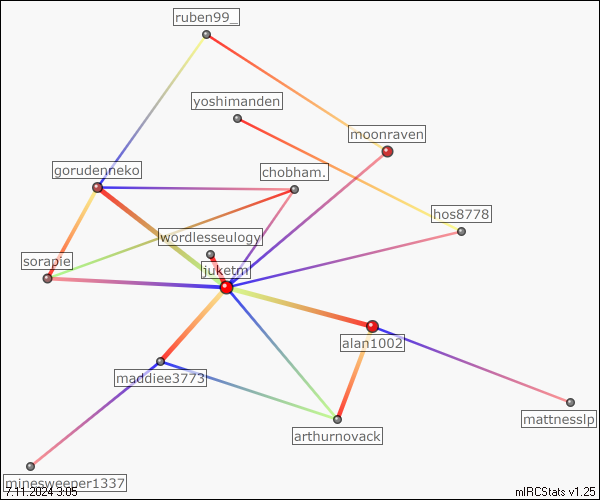 ruben99_
yoshimanden
moonraven
gorudenneko
chobham.
hos8778
wordlesseulogy
sorapie
juketm
alan1002
maddiee3773
mattnesslp
arthurnovack
minesweeper1337
7.11.2024 3:05
mIRCStats v1.25